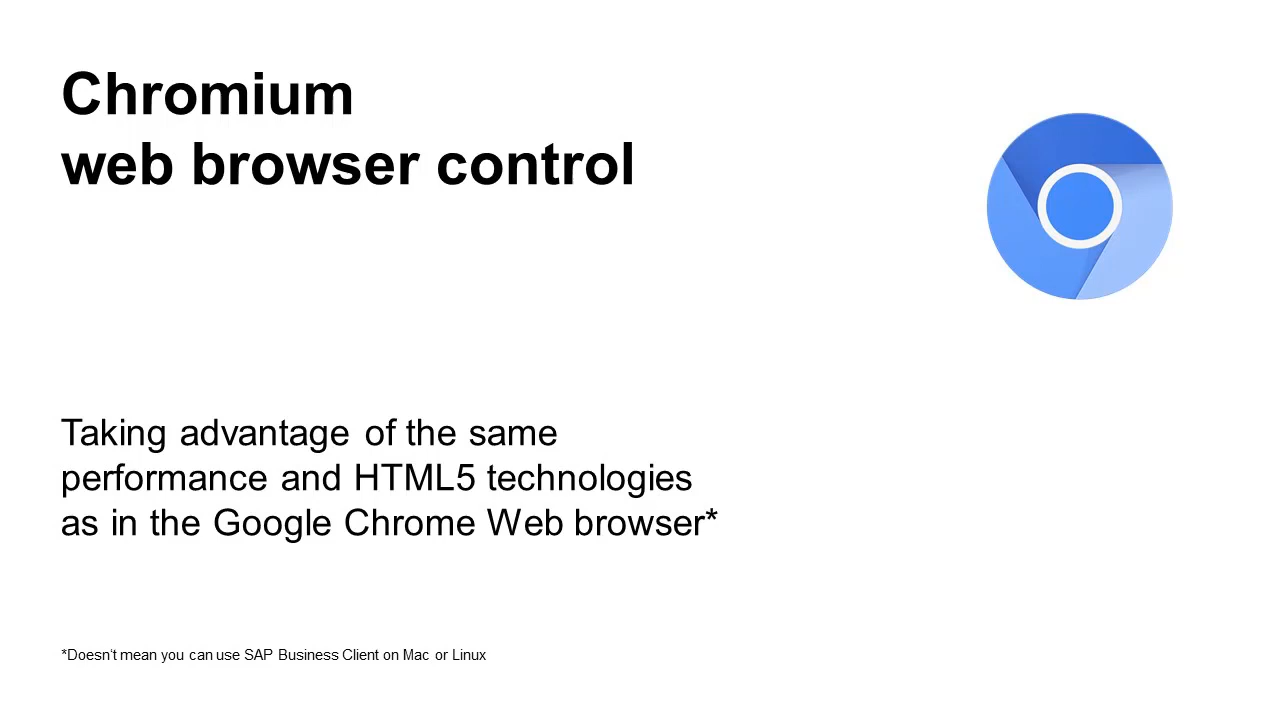 Chromium
web browser control
Taking advantage of the same
performance and HTML5 technologies
as in the Google Chrome Web browser*
*Doesn't mean you can use SAP Business Client on Mac or Linux